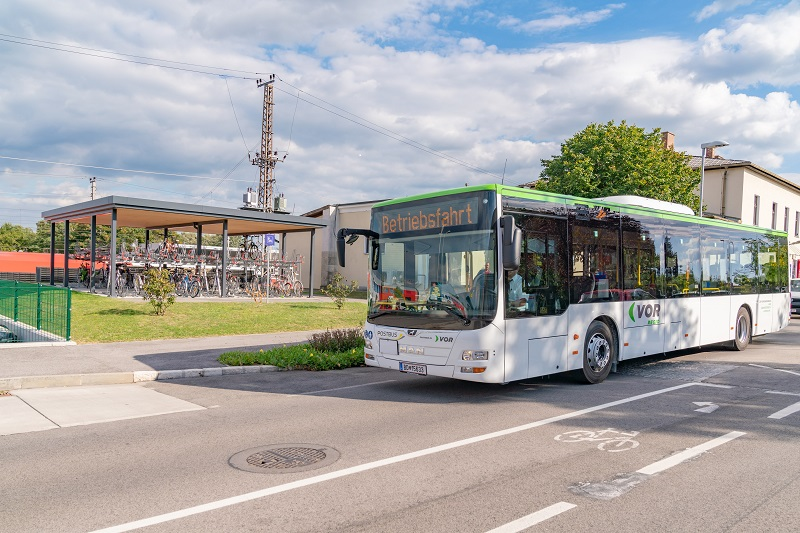 Betriebsfahrt
VOR
POSTBUS
VOR